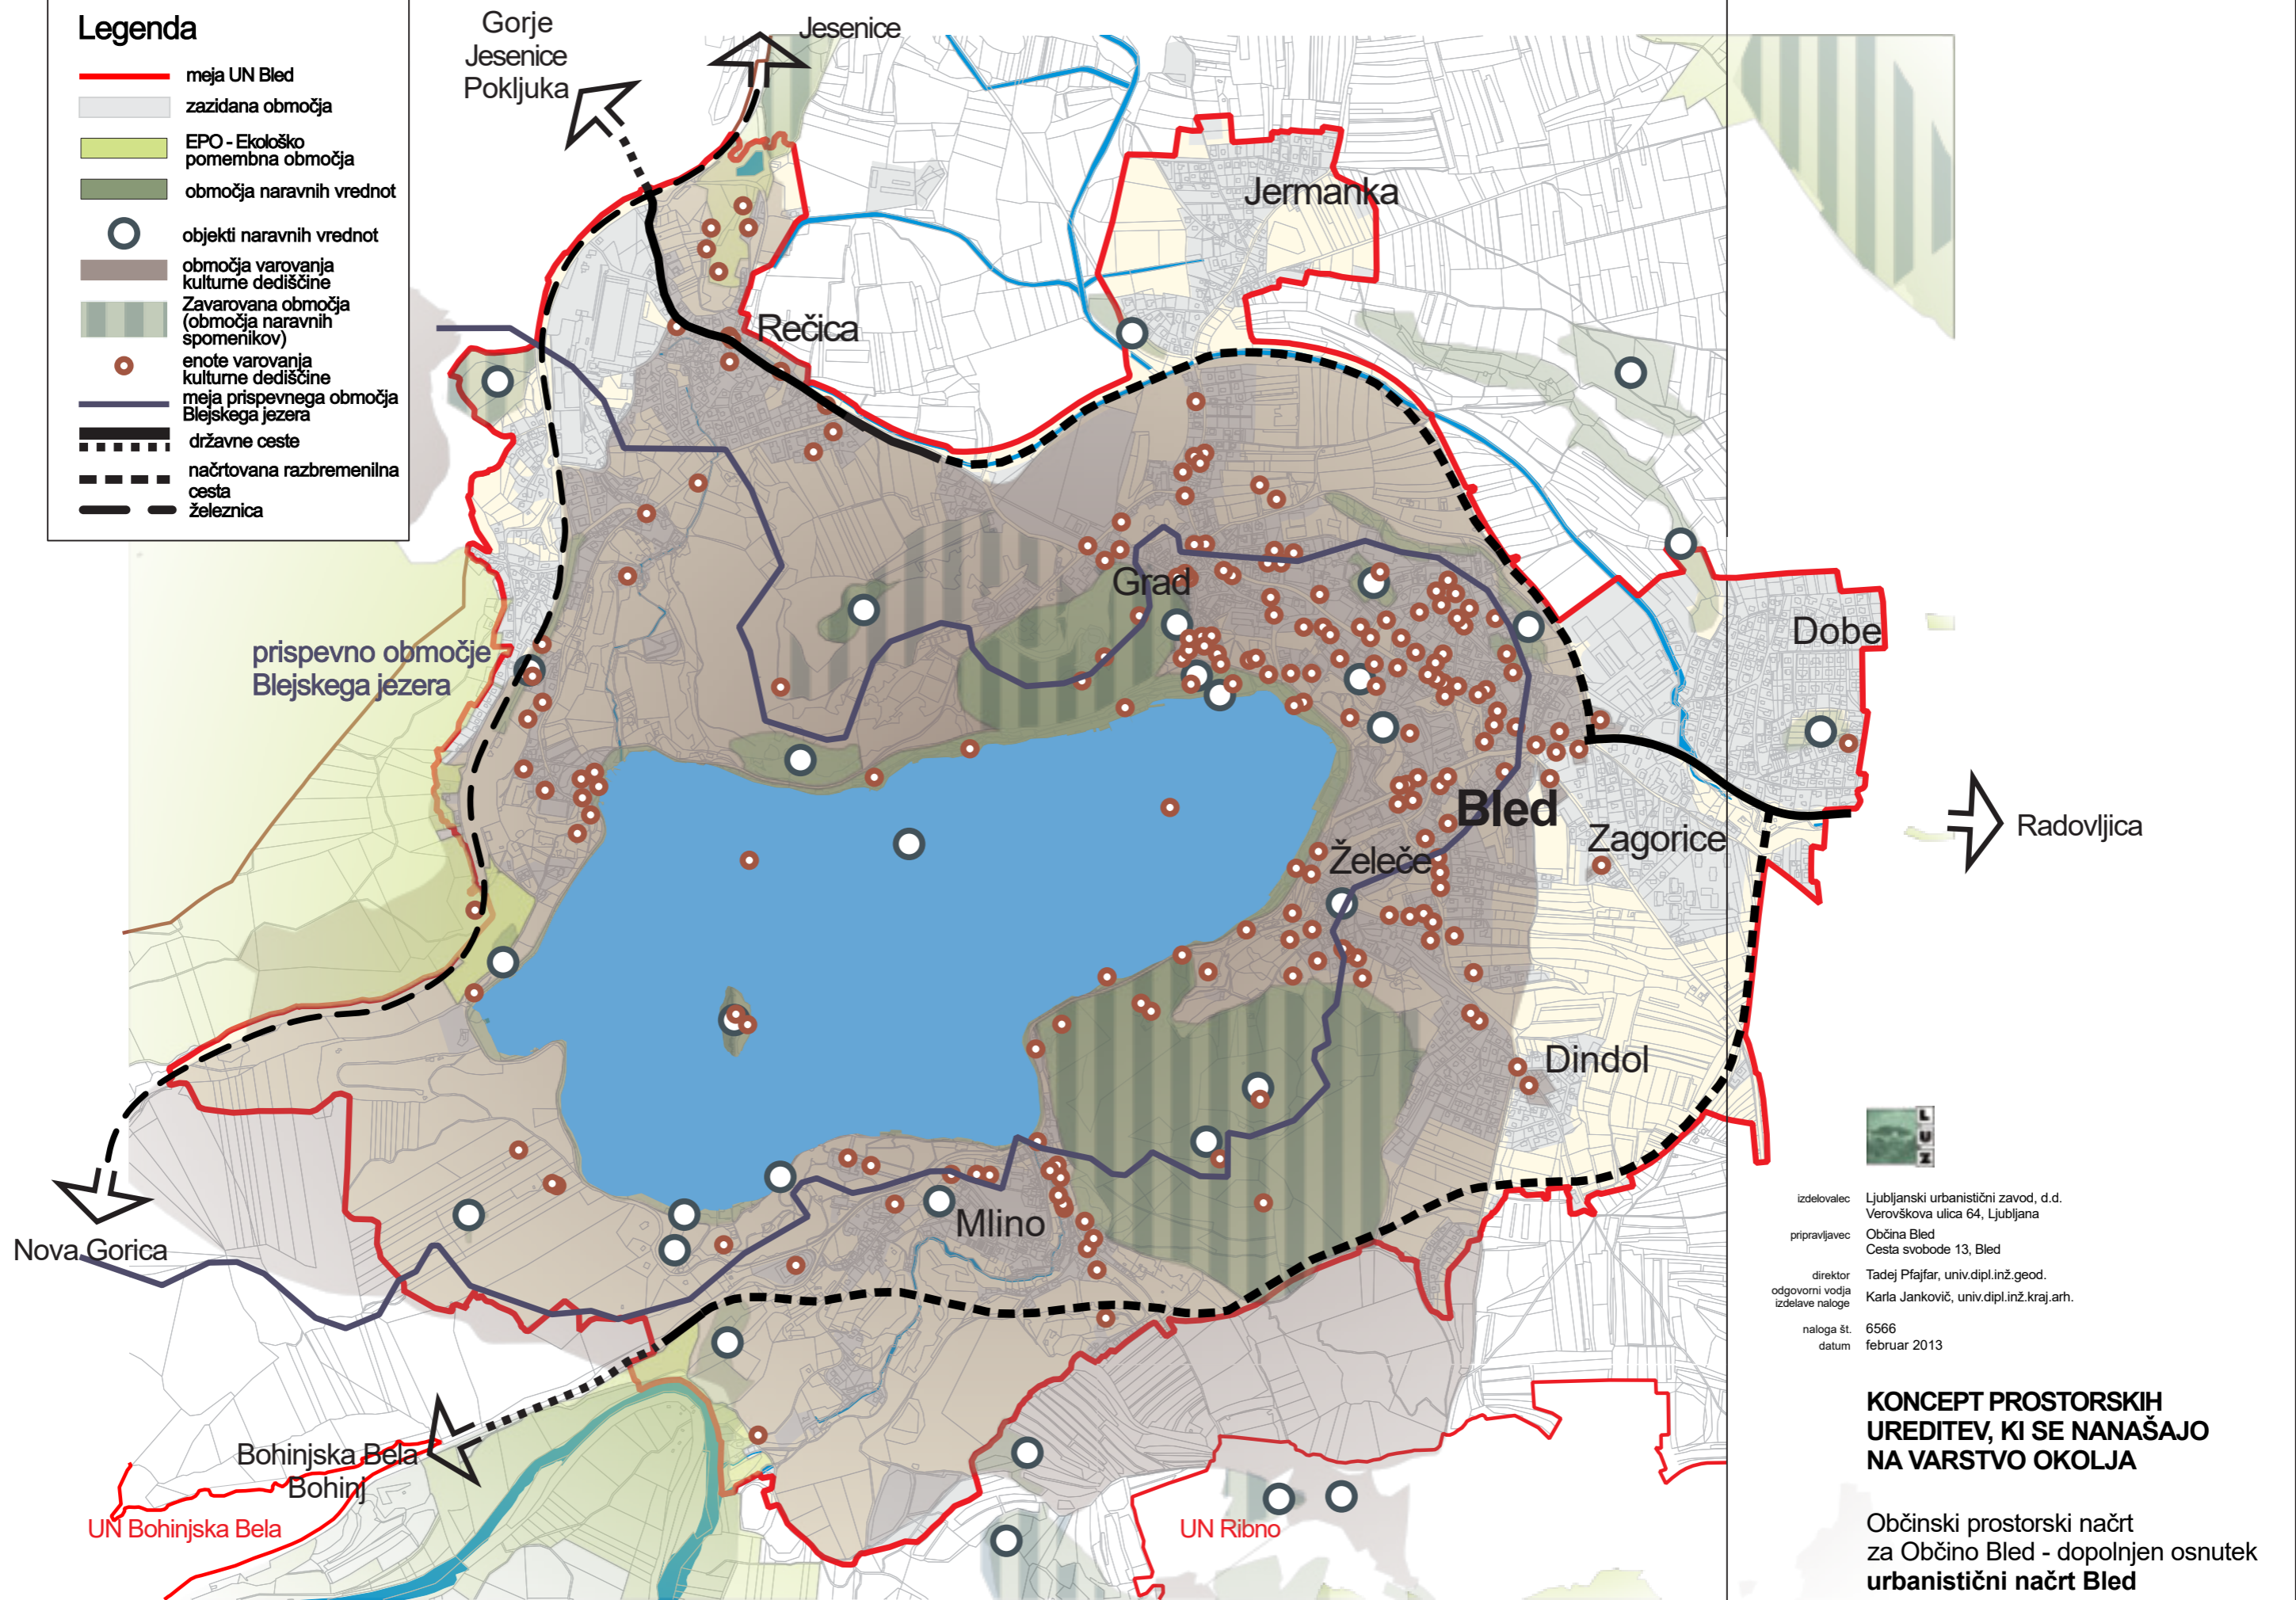 Legenda
meja UN Bled
zazidana območja
EPO - Ekološko
pomembna območja
območja naravnih vrednot
objekti naravnih vrednot
območja varovanja
kulturne dediščine
Zavarovana območja
(območja naravnih
spomenikov)
enote varovanja
kulturne dediščine
meja prispevnega območja
Blejskega jezera
državne ceste
načrtovana razbremenilna
cesta
železnica
Gorje
Jesenice
Pokljuka
Jesenice
Jermanka
Rečica
Grad
Dobe
prispevno območje
Blejskega jezera
Bled
Zagorice
Radovljica
Želeče
Dindol
Mlino
Nova Gorica
Bohinjska Bela
Bohinj
UN Bohinjska Bela
UN Ribno
L
U
Z
izdelovalec Ljubljanski urbanistični zavod, d.d.
Verovškova ulica 64, Ljubljana
pripravljavec Občina Bled
Cesta svobode 13, Bled
direktor Tadej Pfajfar, univ.dipl.inž.geod.
odgovorni vodja
izdelave naloge Karla Jankovič, univ.dipl.inž.kraj.arh.
naloga št. 6566
datum februar 2013
KONCEPT PROSTORSKIH
UREDITEV, KI SE NANAŠAJO
NA VARSTVO OKOLJA
Občinski prostorski načrt
za Občino Bled - dopolnjen osnutek
urbanistični načrt Bled